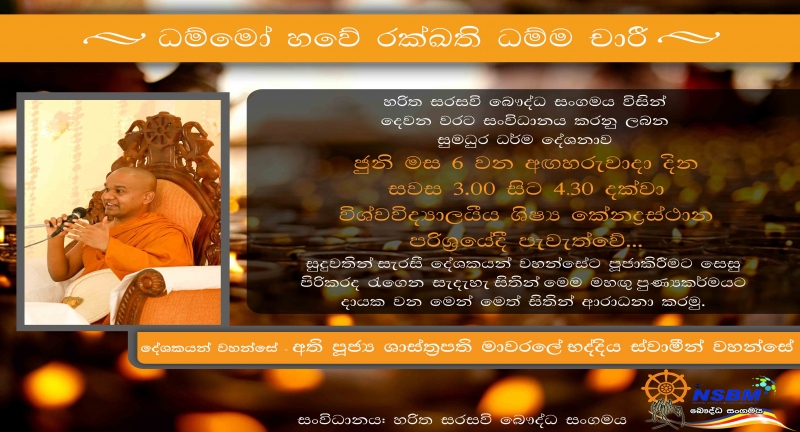 ධම්මෝ හවේ රක්ඛති ධම්ම චාරී
හරිත සරසවි බෞද්ධ සංගමය විසින්
දෙවන වරට සංවිධානය කරනු ලබන
සුමධුර ධර්ම දේශනාව
ජුනි මස 6 වන අඟහරුවාදා දින
සවස 3.00 සිට 4.30 දක්වා
විශ්වවිද්‍යාලයීය ශිෂ්‍ය කේන්ද්‍රස්ථාන
පරිශ්‍රයේදී පැවැත්වේ...
සුදුවතින් සැරසී දේශකයන් වහන්සේට පූජාකිරීමට සෙසු
පිරිකරද රැගෙන සැදැහැ සිතින් මෙම මහඟු පුණ්‍යකර්මයට
දායක වන මෙන් මෙත් සිතින් ආරාධනා කරමු.
දේශකයන් වහන්සේ - අති පූජ්‍ය ශාස්ත්‍රපති මාවරලේ භද්දිය ස්වාමීන් වහන්සේ
NSBM
බෞද්ධ සංගමය
සංවිධානය: හරිත සරසවි බෞද්ධ සංගමය